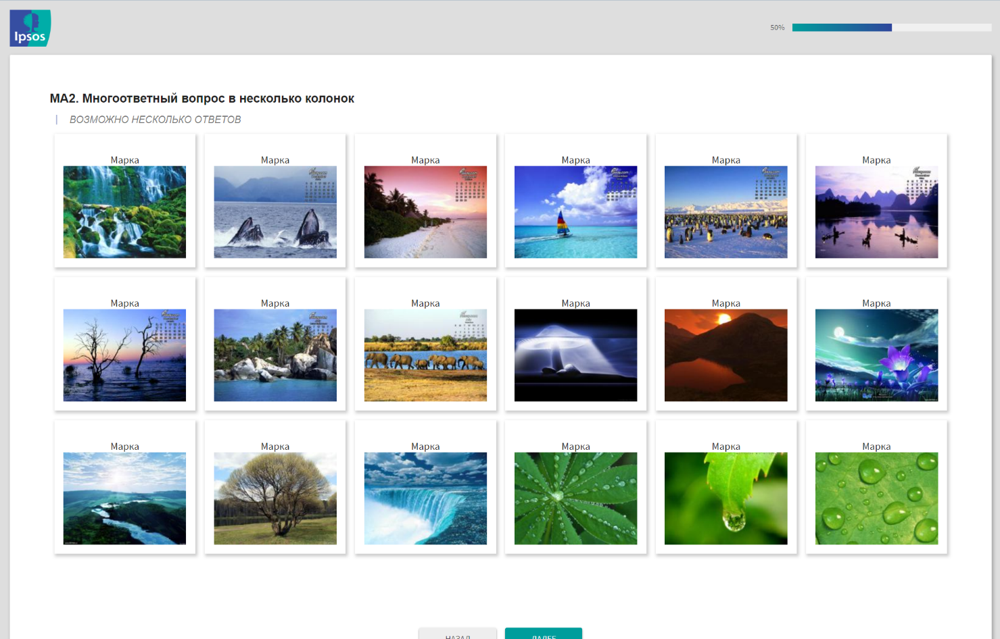 Ipsos
50%
MA2. Многоответный вопрос в несколько колонок
ВОЗМОЖНО НЕСКОЛЬКО ОТВЕТОВ
Марка Марка Марка Марка Марка Марка
Марка Марка Марка Марка Марка Марка
Марка Марка Марка Марка Марка Марка
НАЗАД ДАЛЕЕ